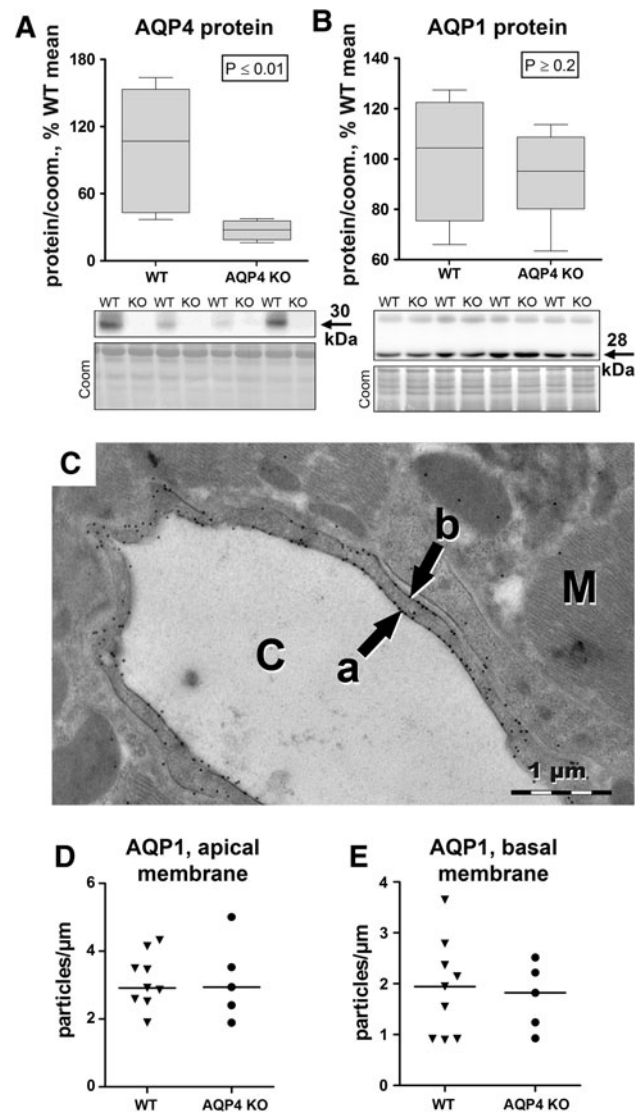 A
AQP4 protein
protein/coom., % WT mean
180
120
60
0
P ≤ 0.01
WT
AQP4 KO
WT KO WT KO WT KO WT KO
30
kDa
Coom
B
AQP1 protein
protein/coom., % WT mean
140
120
100
80
60
P ≥ 0.2
WT
AQP4 KO
WT KO WT KO WT KO WT KO
28
kDa
Coom
C
b
M
C
a
1 µm
D
AQP1, apical
membrane
particles/µm
6
4
2
0
WT
AQP4 KO
E
AQP1, basal
membrane
particles/µm
4
3
2
1
0
WT
AQP4 KO